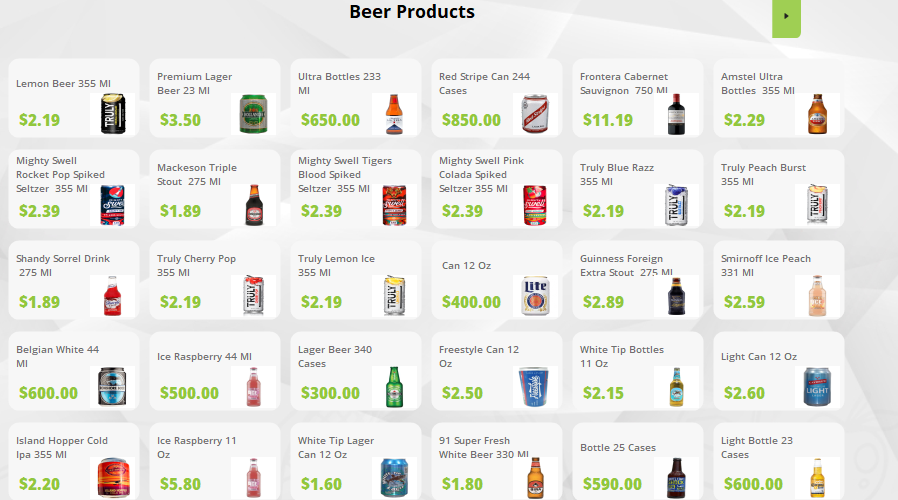 Beer Products
Lemon Beer 355 Ml
$2.19
Premium Lager
Beer 23 Ml
$3.50
Ultra Bottles 233
Ml
$650.00
Red Stripe Can 244
Cases
$850.00
Frontera Cabernet
Sauvignon 750 Ml
$11.19
Amstel Ultra
Bottles 355 Ml
$2.29
TRULY
Mighty Swell
Rocket Pop Spiked
Seltzer 355 Ml
$2.39
Mackeson Triple
Stout 275 Ml
$1.89
Mighty Swell Tigers
Blood Spiked
Seltzer 355 Ml
$2.39
Mighty Swell Pink
Colada Spiked
Seltzer 355 Ml
$2.39
Truly Blue Razz
355 Ml
$2.19
TRULY
Truly Peach Burst
355 Ml
$2.19
TRULY
Shandy Sorrel Drink
275 Ml
$1.89
Truly Cherry Pop
355 Ml
$2.19
TRULY
Truly Lemon Ice
355 Ml
$2.19
TRULY
Can 12 Oz
$400.00
Lite
Guinness Foreign
Extra Stout 275 Ml
$2.89
Smirnoff Ice Peach
331 Ml
$2.59
Belgian White 44
Ml
$600.00
Ice Raspberry 44 Ml
$500.00
Lager Beer 340
Cases
$300.00
Freestyle Can 12
Oz
$2.50
White Tip Bottles
11 Oz
$2.15
Light Can 12 Oz
$2.60
LIGHT
Island Hopper Cold
Ipa 355 Ml
$2.20
Ice Raspberry 11
Oz
$5.80
White Tip Lager
Can 12 Oz
$1.60
91 Super Fresh
White Beer 330 Ml
$1.80
Bottle 25 Cases
$590.00
Light Bottle 23
Cases
$600.00